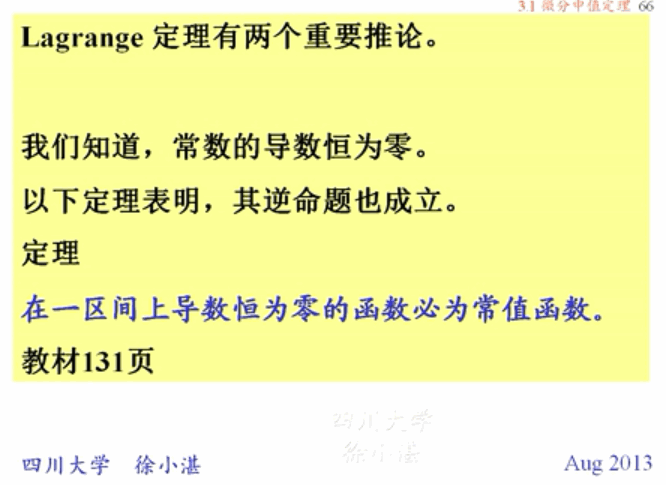 3.1 微分中值定理 66
Lagrange 定理有两个重要推论。
我们知道，常数的导数恒为零。
以下定理表明，其逆命题也成立。
定理
在一区间上导数恒为零的函数必为常值函数。
教材131页
四川大学
徐小湛
四川大学 徐小湛 Aug 2013